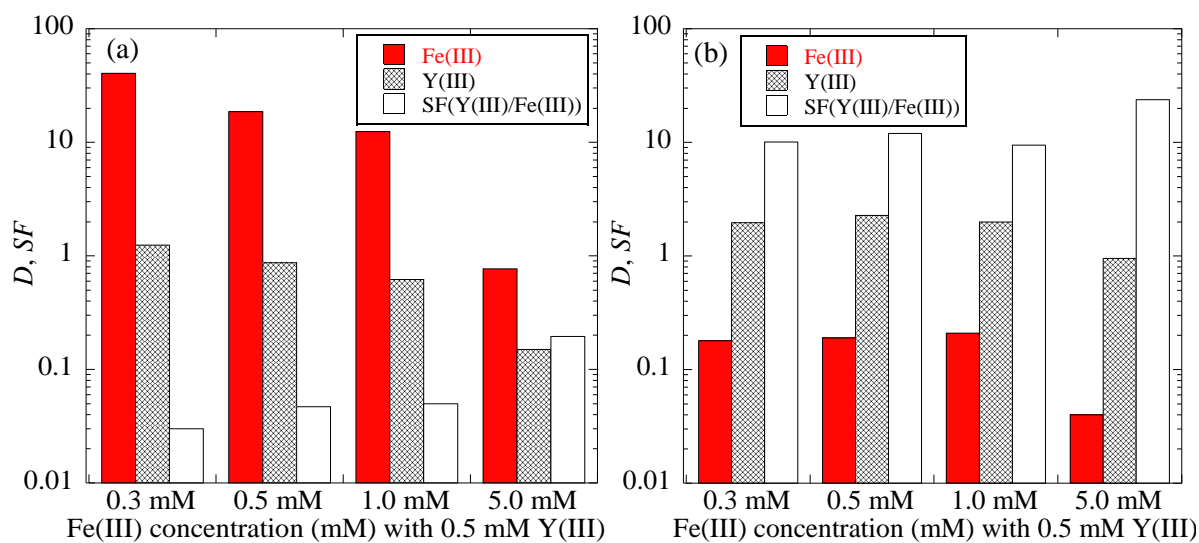 (a)
Fe(III)
Y(III)
SF(Y(III)/Fe(III))
100
10
1
0.1
0.01
D, SF
0.3 mM 0.5 mM 1.0 mM 5.0 mM
Fe(III) concentration (mM) with 0.5 mM Y(III)
(b)
Fe(III)
Y(III)
SF(Y(III)/Fe(III))
100
10
1
0.1
0.01
D, SF
0.3 mM 0.5 mM 1.0 mM 5.0 mM
Fe(III) concentration (mM) with 0.5 mM Y(III)